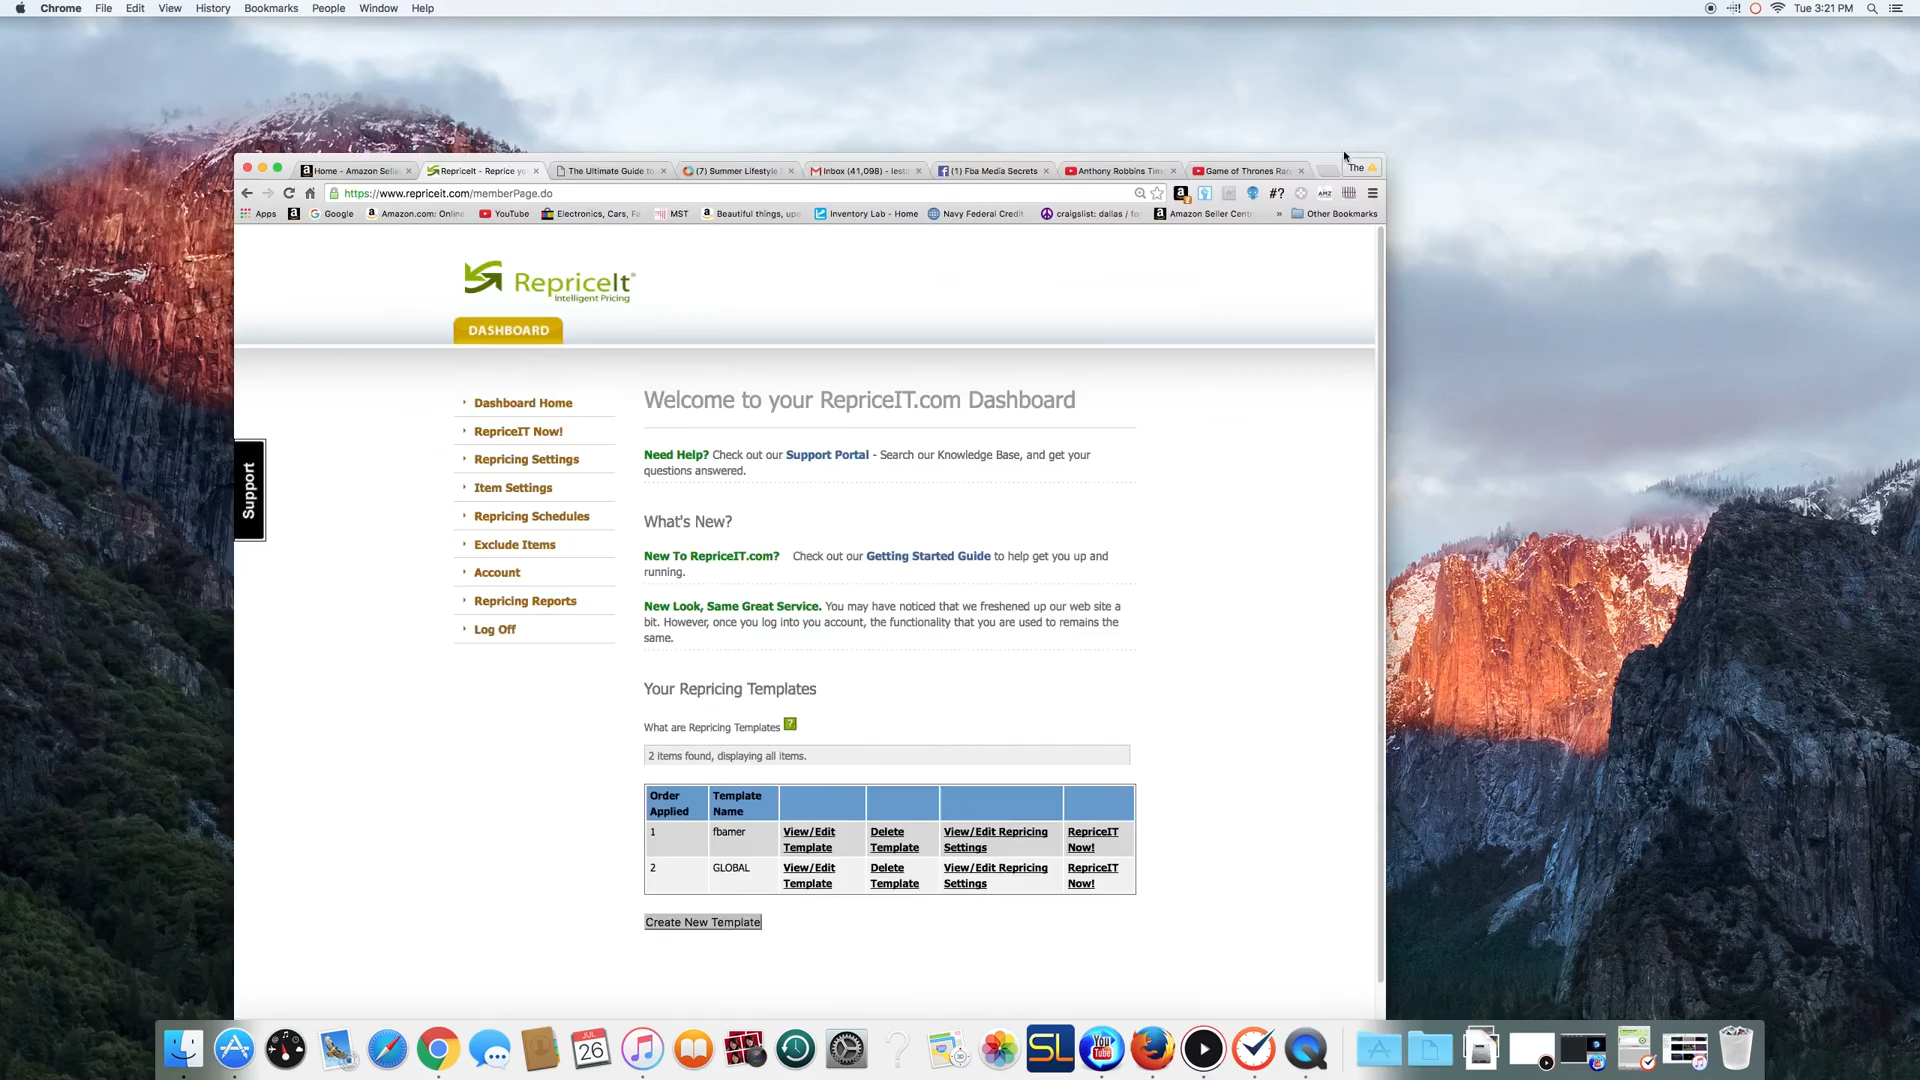 Chrome File Edit View History Bookmarks People Window Help
Tue 3:21 PM
Home - Amazon Selle
RepriceIt - Reprice yo
The Ultimate Guide to
(7) Summer Lifestyle
Inbox (41,098) - lesta
(1) Fba Media Secrets
Anthony Robbins Tim
Game of Thrones Ran
The
https://www.repriceit.com/memberPage.do
#?
AMZ
Apps
Google
Amazon.com: Onlin
YouTube
Electronics, Cars, Fa
MST
Beautiful things, upd
Inventory Lab - Home
Navy Federal Credit
craigslist: dallas / fo
Amazon Seller Centr
»
Other Bookmarks
RepriceIt®
Intelligent Pricing
DASHBOARD
Support
Dashboard Home
RepriceIT Now!
Repricing Settings
Item Settings
Repricing Schedules
Exclude Items
Account
Repricing Reports
Log Off
Welcome to your RepriceIT.com Dashboard
Need Help? Check out our Support Portal - Search our Knowledge Base, and get your
questions answered.
What's New?
New To RepriceIT.com? Check out our Getting Started Guide to help get you up and
running.
New Look, Same Great Service. You may have noticed that we freshened up our web site a
bit. However, once you log into you account, the functionality that you are used to remains the
same.
Your Repricing Templates
What are Repricing Templates ?
2 items found, displaying all items.
Order
Applied
Template
Name
1
fbamer
View/Edit
Template
Delete
Template
View/Edit Repricing
Settings
RepriceIT
Now!
2
GLOBAL
View/Edit
Template
Delete
Template
View/Edit Repricing
Settings
RepriceIT
Now!
Create New Template
JUL
26
SL
You
Tube